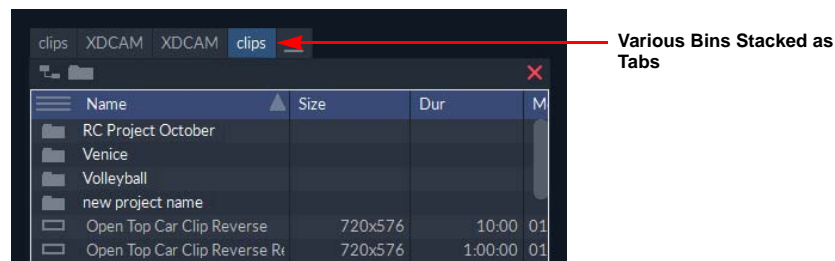 clips XDCAM XDCAM clips
Various Bins Stacked as
Tabs
Name Size Dur M
RC Project October
Venice
Volleyball
new project name
Open Top Car Clip Reverse 720x576 10:00 01
Open Top Car Clip Reverse Re 720x576 1:00:00 01